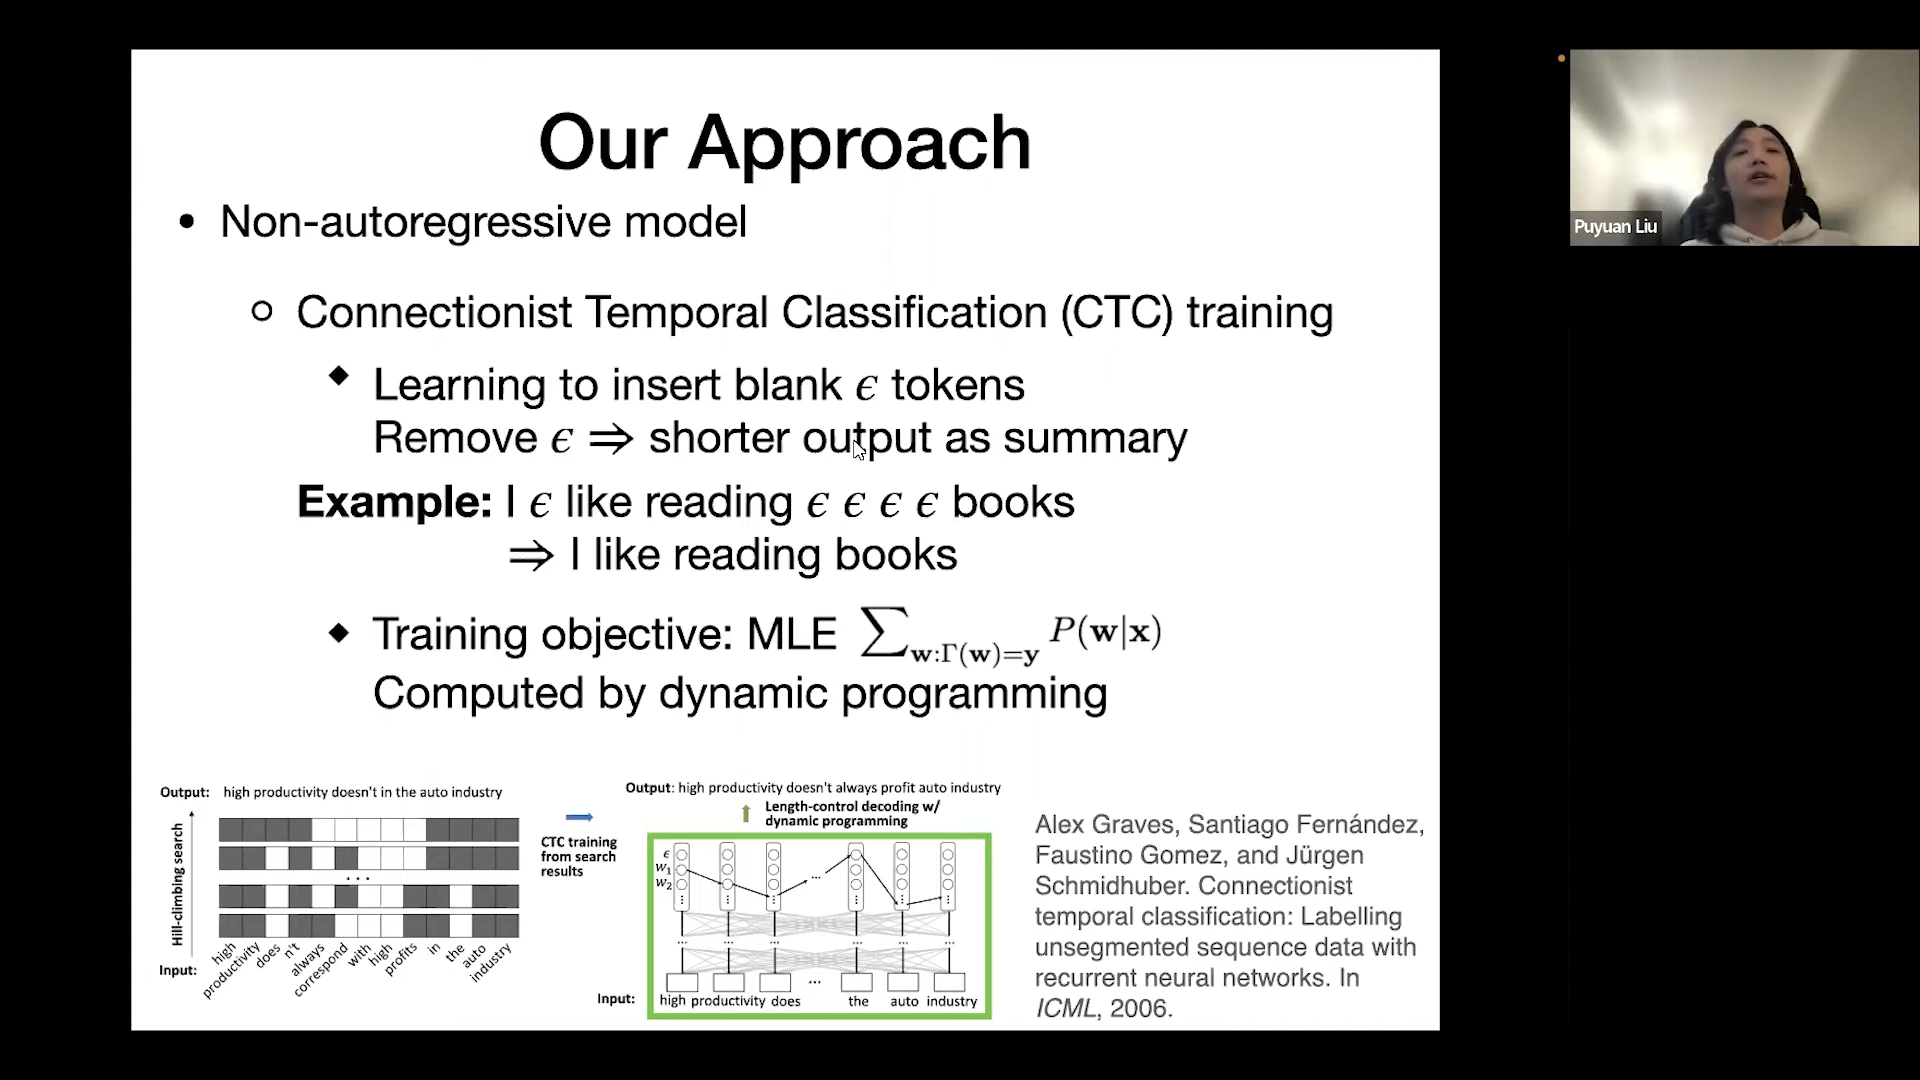 Our Approach
• Non-autoregressive model
○ Connectionist Temporal Classification (CTC) training
◆ Learning to insert blank ϵ tokens
Remove ϵ ⇒ shorter output as summary
Example: I ϵ like reading ϵ ϵ ϵ ϵ books
⇒ I like reading books
◆ Training objective: MLE ∑w:Γ(w)=y P(w|x)
Computed by dynamic programming
Output: high productivity doesn't in the auto industry
Hill-climbing search
...
Input: high productivity does n't always correspond with high profits in the auto industry
CTC training
from search
results
Output: high productivity doesn't always profit auto industry
Length-control decoding w/
dynamic programming
ϵ
w1
w2
Input: high productivity does ... the auto industry
Alex Graves, Santiago Fernández,
Faustino Gomez, and Jürgen
Schmidhuber. Connectionist
temporal classification: Labelling
unsegmented sequence data with
recurrent neural networks. In
ICML, 2006.
Puyuan Liu